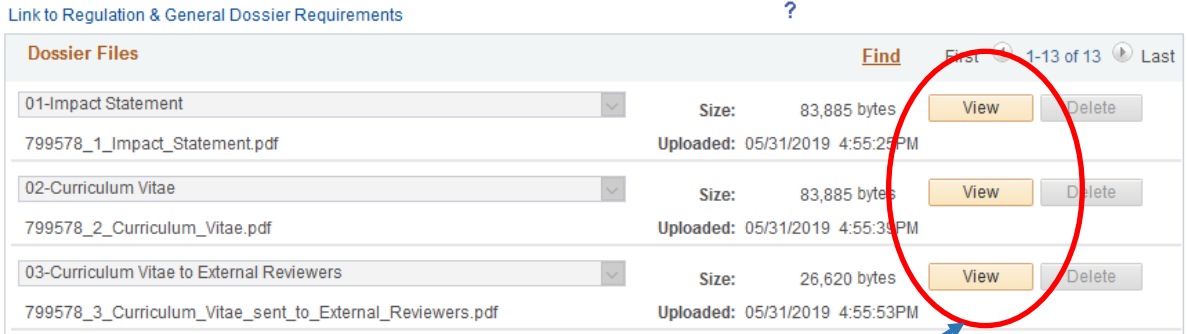 Link to Regulation & General Dossier Requirements ?
Dossier Files Find First 1-13 of 13 Last
01-Impact Statement Size: 83,885 bytes View Delete
799578_1_Impact_Statement.pdf Uploaded: 05/31/2019 4:55:25PM
02-Curriculum Vitae Size: 83,885 bytes View Delete
799578_2_Curriculum_Vitae.pdf Uploaded: 05/31/2019 4:55:39PM
03-Curriculum Vitae to External Reviewers Size: 26,620 bytes View Delete
799578_3_Curriculum_Vitae_sent_to_External_Reviewers.pdf Uploaded: 05/31/2019 4:55:53PM